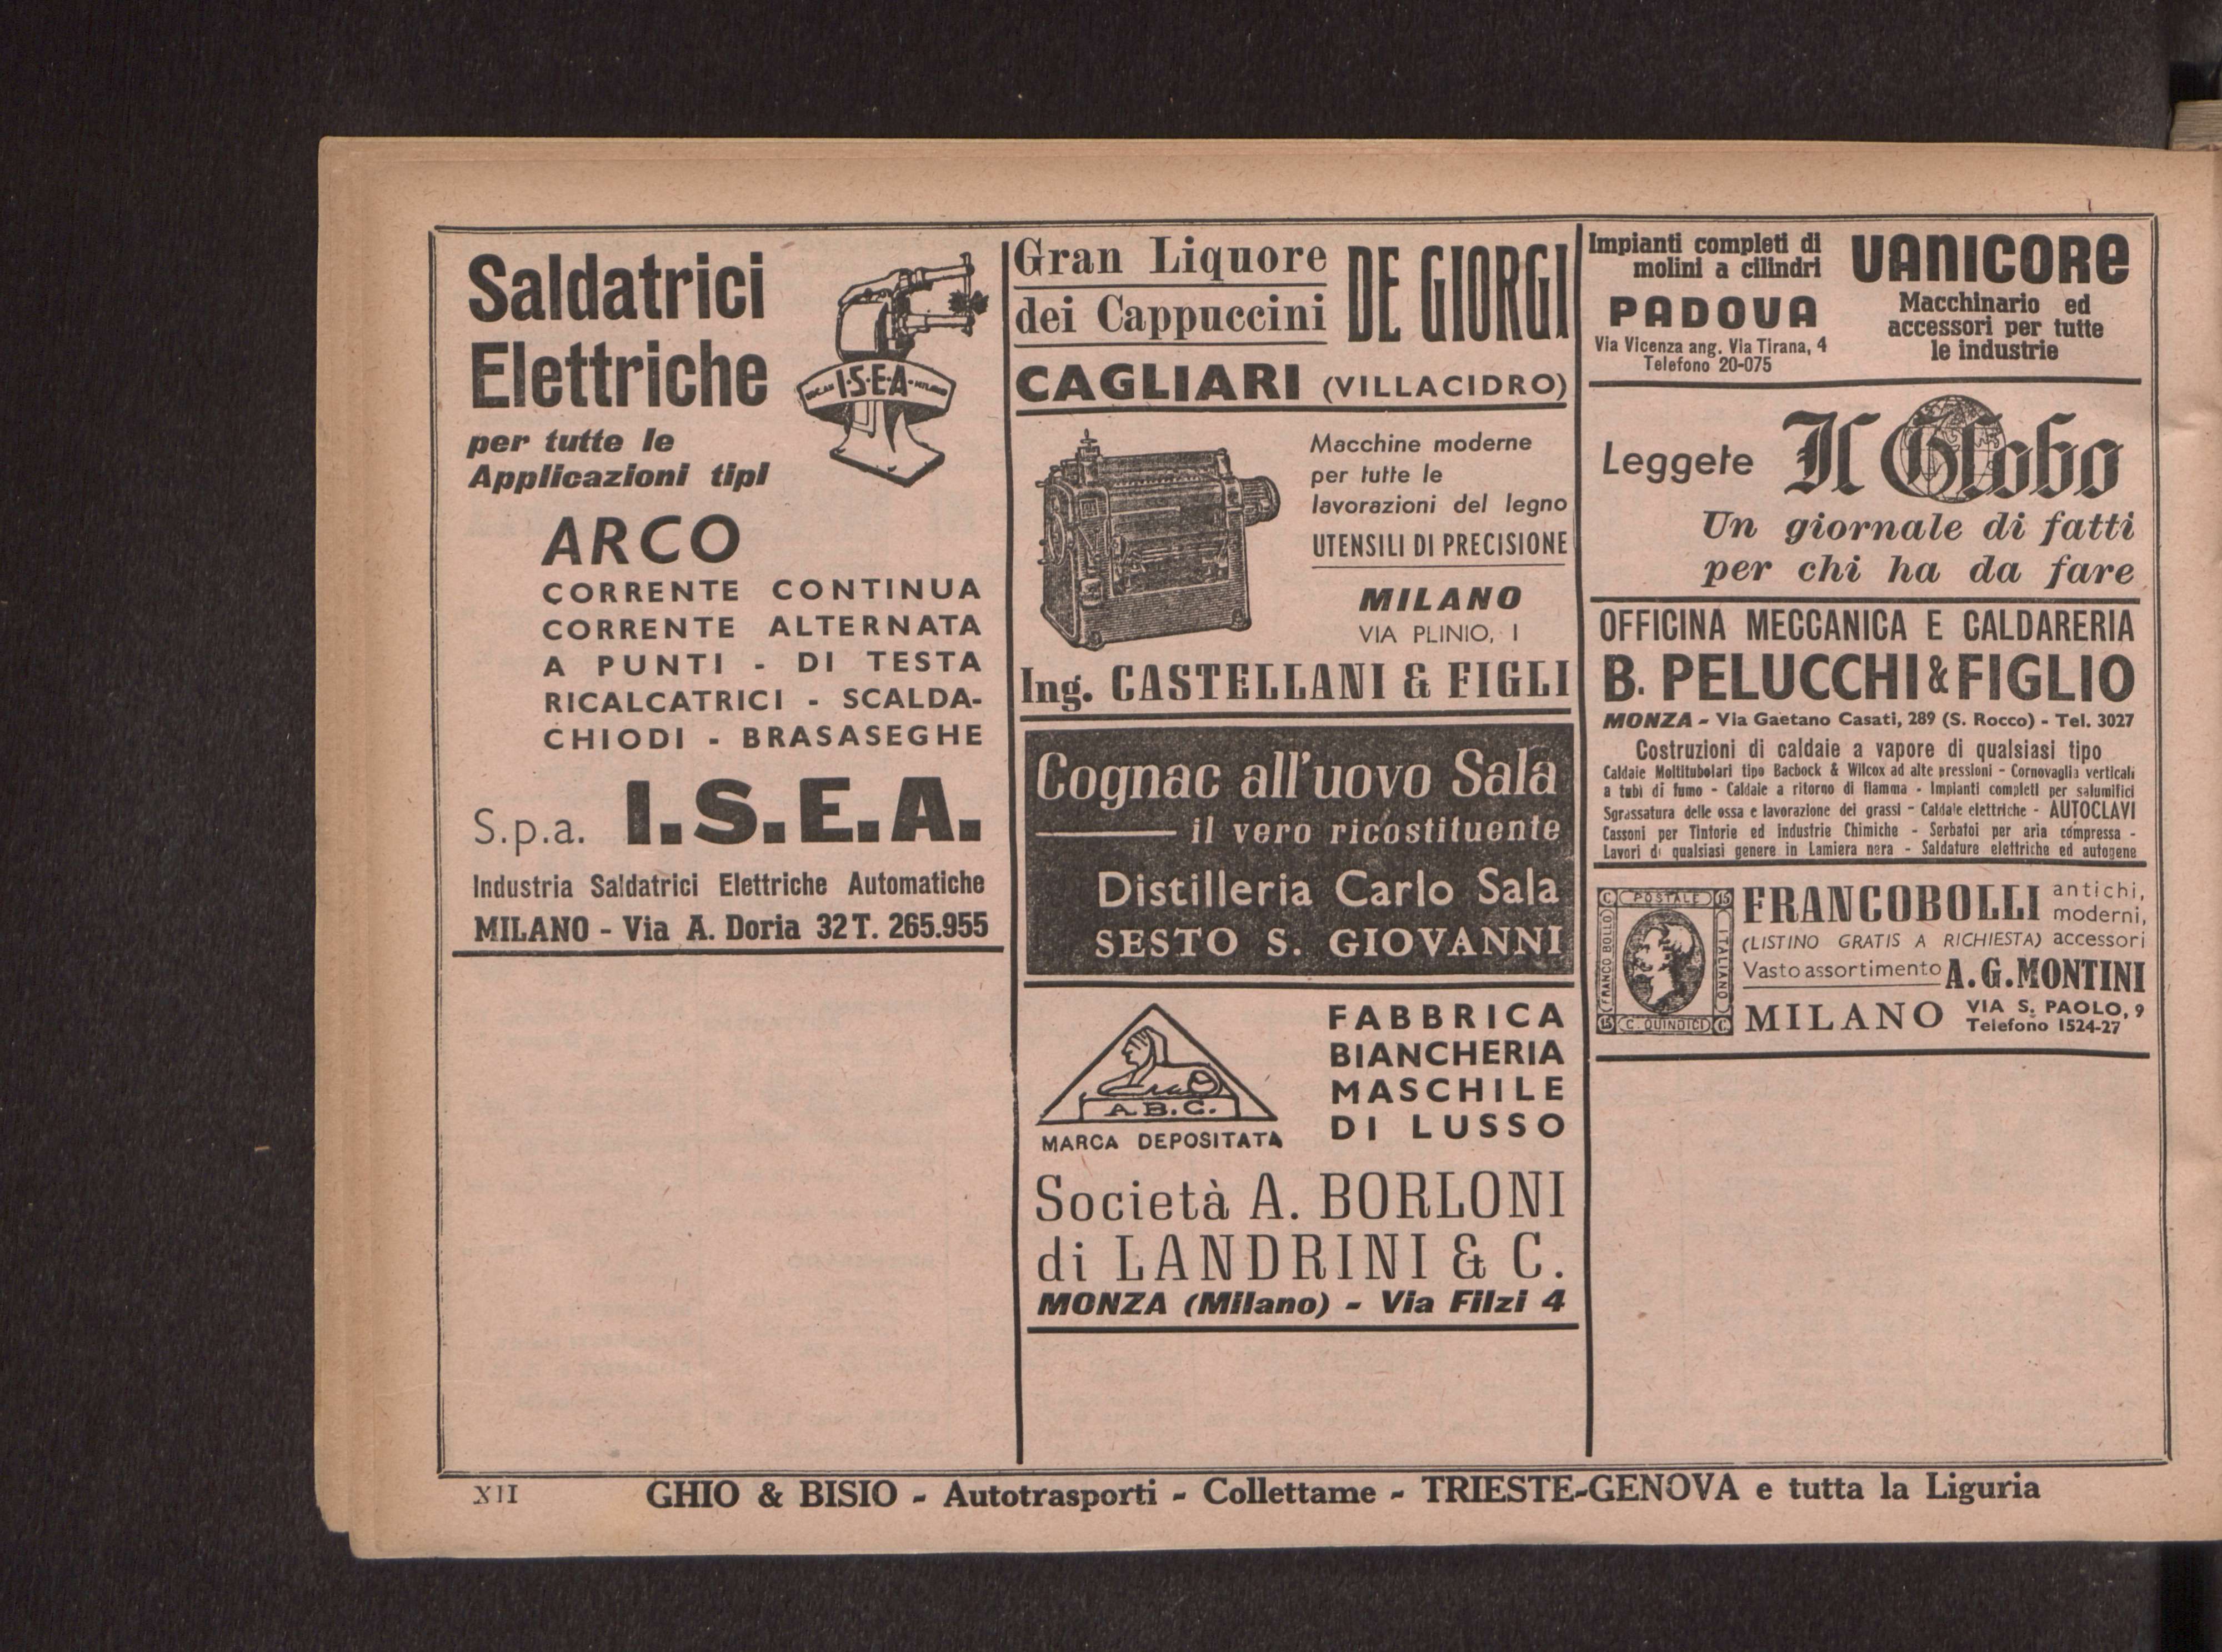 Saldatrici
Elettriche
per tutte le
Applicazioni tipi
I·S·E·A·
ARCO
CORRENTE CONTINUA
CORRENTE ALTERNATA
A PUNTI - DI TESTA
RICALCATRICI - SCALDA-
CHIODI - BRASASEGHE
S.p.a. I.S.E.A.
Industria Saldatrici Elettriche Automatiche
MILANO - Via A. Doria 32 T. 265.955
Gran Liquore
dei Cappuccini
DE GIORGI
CAGLIARI (VILLACIDRO)
Macchine moderne
per tutte le
lavorazioni del legno
UTENSILI DI PRECISIONE
MILANO
VIA PLINIO, 1
Ing. CASTELLANI & FIGLI
Cognac all'uovo Sala
il vero ricostituente
Distilleria Carlo Sala
SESTO S. GIOVANNI
A.B.C.
MARCA DEPOSITATA
FABBRICA
BIANCHERIA
MASCHILE
DI LUSSO
Società A. BORLONI
di LANDRINI & C.
MONZA (Milano) - Via Filzi 4
Impianti completi di
molini a cilindri
PADOVA
Via Vicenza ang. Via Tirana, 4
Telefono 20-075
VANICORE
Macchinario ed
accessori per tutte
le industrie
Leggete Il Globo
Un giornale di fatti
per chi ha da fare
OFFICINA MECCANICA E CALDARERIA
B. PELUCCHI & FIGLIO
MONZA - Via Gaetano Casati, 289 (S. Rocco) - Tel. 3027
Costruzioni di caldaie a vapore di qualsiasi tipo
Caldaie Moltitubolari tipo Bacbock & Wilcox ad alte pressioni - Cornovaglia verticali
a tubi di fumo - Caldaie a ritorno di fiamma - Impianti completi per salumifici
Sgrassatura delle ossa e lavorazione dei grassi - Caldaie elettriche - AUTOCLAVI
Cassoni per Tintorie ed Industrie Chimiche - Serbatoi per aria compressa -
Lavori di qualsiasi genere in Lamiera nera - Saldature elettriche ed autogene
C. POSTALE 15
FRANCO BOLLO
ITALIANO
15 C. QUINDICI C.
FRANCOBOLLI
antichi,
moderni,
accessori
(LISTINO GRATIS A RICHIESTA)
Vasto assortimento A. G. MONTINI
MILANO
VIA S. PAOLO, 9
Telefono 1524-27
XII
GHIO & BISIO - Autotrasporti - Collettame - TRIESTE-GENOVA e tutta la Liguria